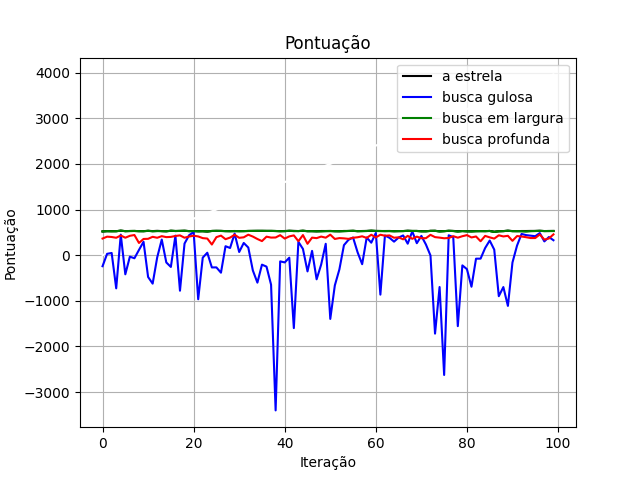 Pontuação
a estrela
busca gulosa
busca em largura
busca profunda
Pontuação
4000
3000
2000
1000
0
−1000
−2000
−3000
0
20
40
60
80
100
Iteração